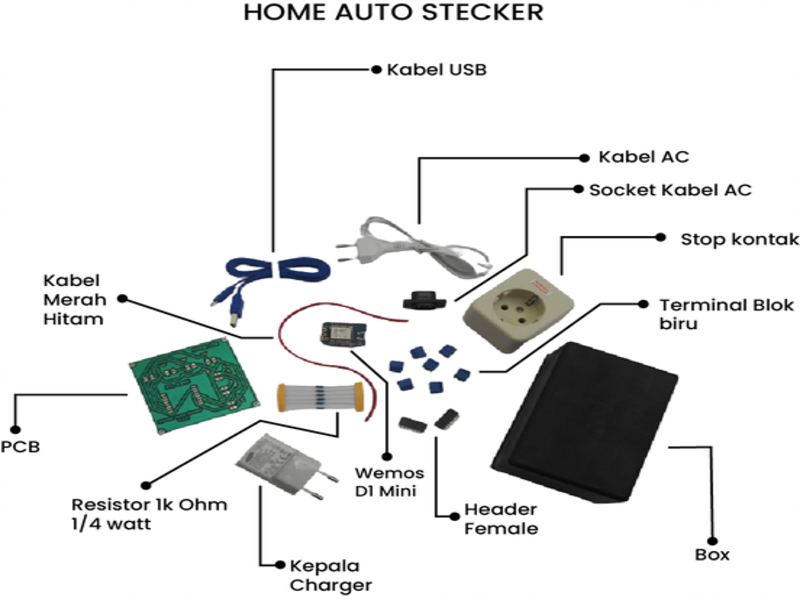 HOME AUTO STECKER
Kabel USB
Kabel AC
Socket Kabel AC
Stop kontak
Kabel
Merah
Hitam
Terminal Blok
biru
PCB
Resistor 1k Ohm
1/4 watt
Wemos
D1 Mini
Header
Female
Box
Kepala
Charger